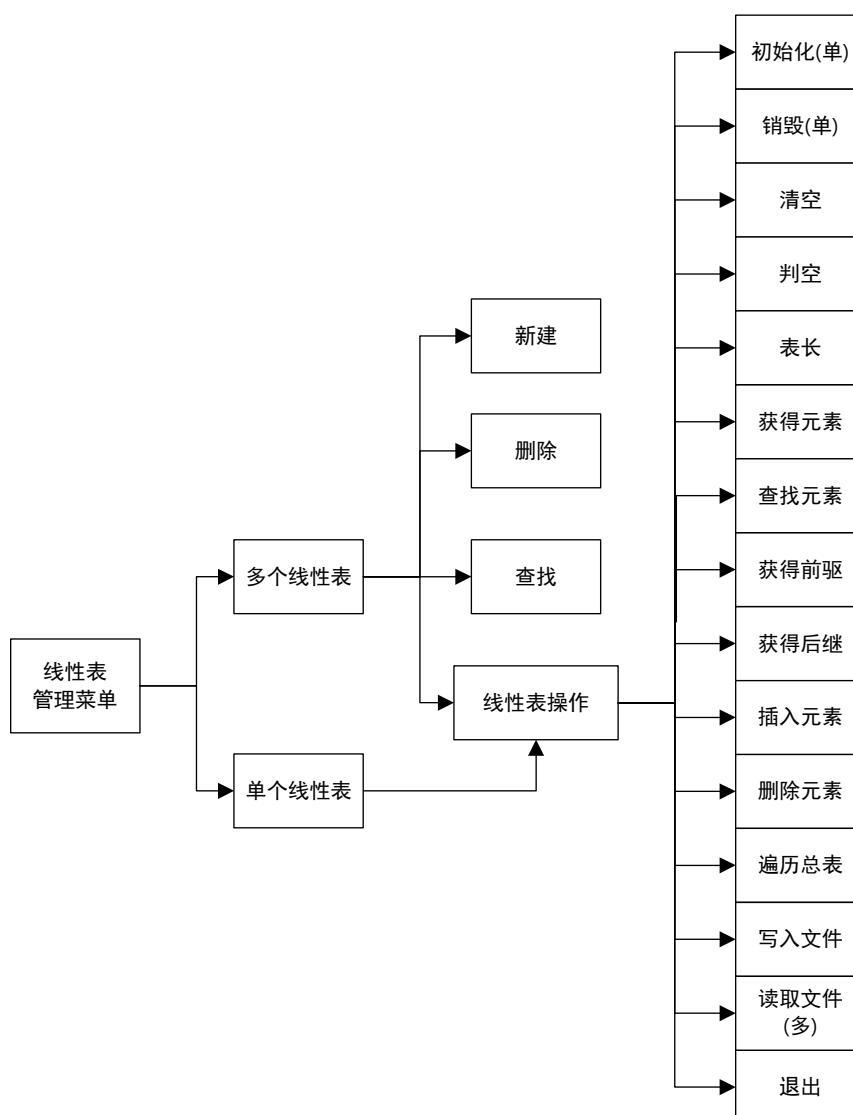 线性表
管理菜单
多个线性表
单个线性表
新建
删除
查找
线性表操作
初始化(单)
销毁(单)
清空
判空
表长
获得元素
查找元素
获得前驱
获得后继
插入元素
删除元素
遍历总表
写入文件
读取文件
(多)
退出